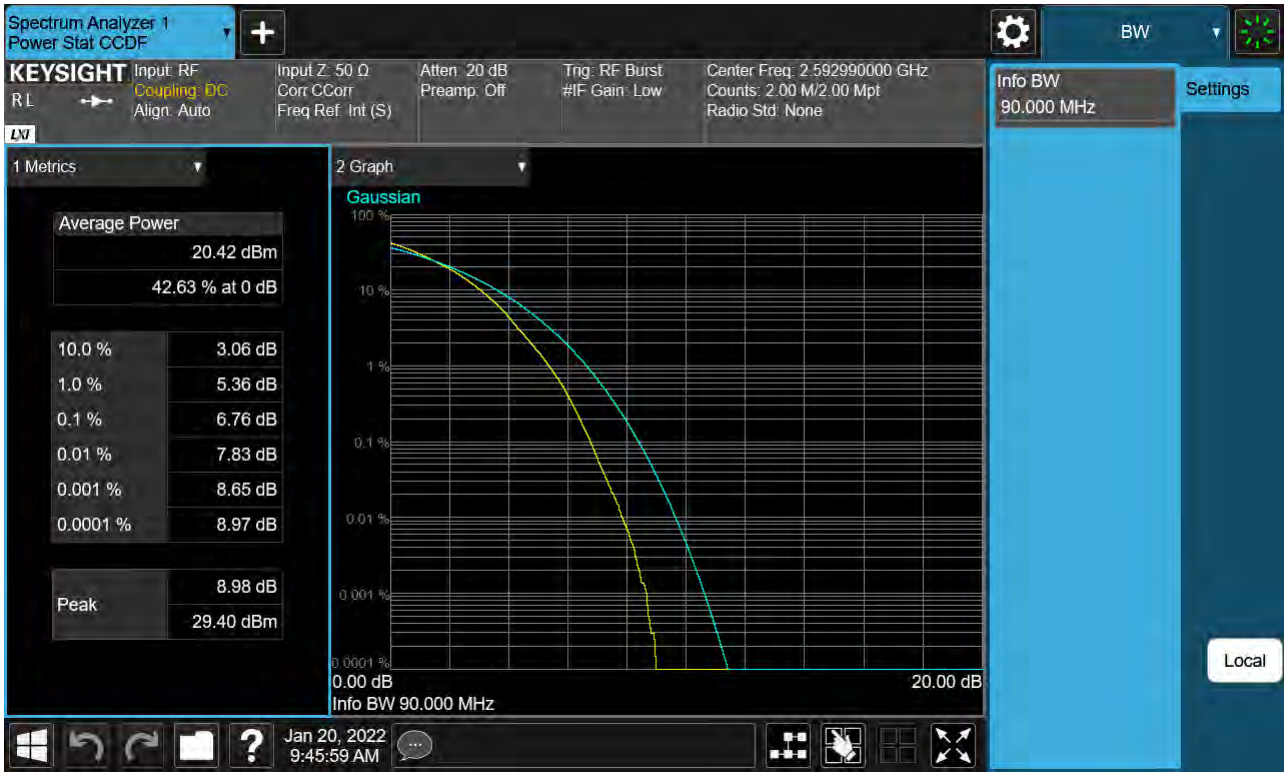 Spectrum Analyzer 1
Power Stat CCDF
+
BW
KEYSIGHT
R L
LXI
Input: RF
Coupling: DC
Align: Auto
Input Z: 50 Ω
Corr CCorr
Freq Ref: Int (S)
Atten: 20 dB
Preamp: Off
Trig: RF Burst
#IF Gain: Low
Center Freq: 2.592990000 GHz
Counts: 2.00 M/2.00 Mpt
Radio Std: None
Info BW
90.000 MHz
Settings
1 Metrics
Average Power
20.42 dBm
42.63 % at 0 dB
10.0 % 3.06 dB
1.0 % 5.36 dB
0.1 % 6.76 dB
0.01 % 7.83 dB
0.001 % 8.65 dB
0.0001 % 8.97 dB
Peak
8.98 dB
29.40 dBm
2 Graph
Gaussian
100 %
10 %
1 %
0.1 %
0.01 %
0.001 %
0.0001 %
0.00 dB 20.00 dB
Info BW 90.000 MHz
Local
?
Jan 20, 2022
9:45:59 AM